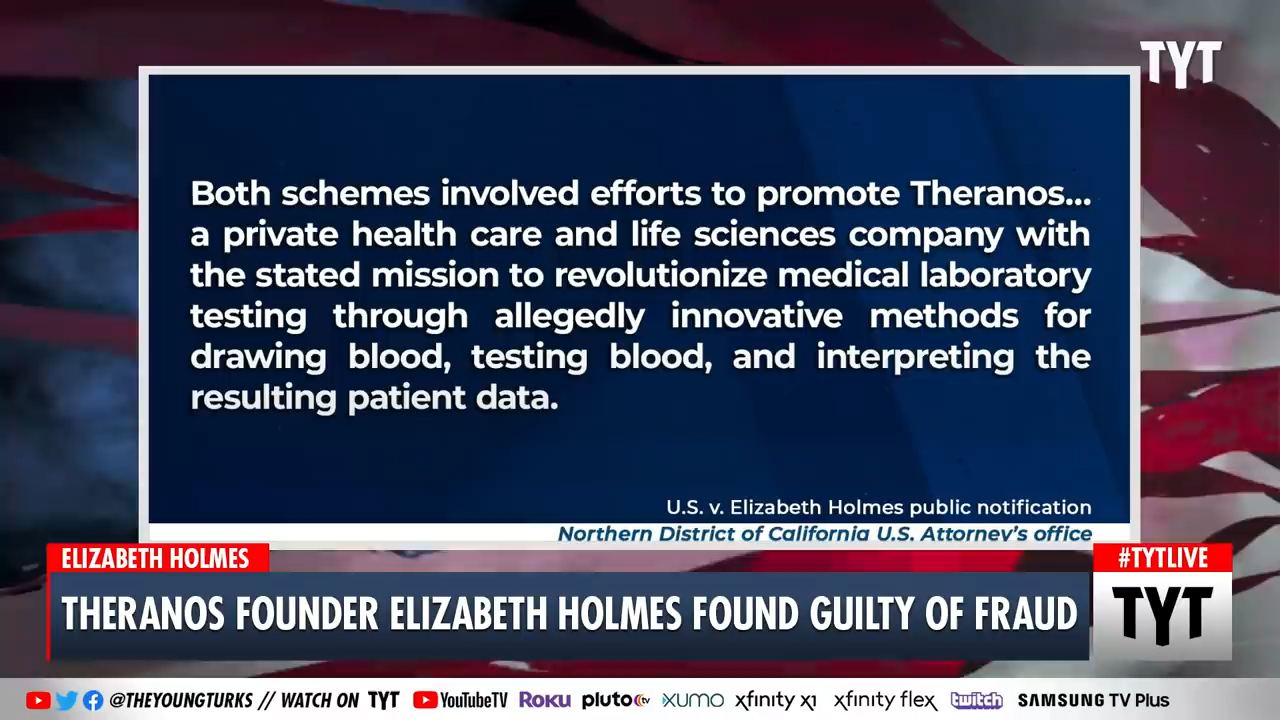 TYT
Both schemes involved efforts to promote Theranos...
a private health care and life sciences company with
the stated mission to revolutionize medical laboratory
testing through allegedly innovative methods for
drawing blood, testing blood, and interpreting the
resulting patient data.
U.S. v. Elizabeth Holmes public notification
Northern District of California U.S. Attorney's office
ELIZABETH HOLMES
#TYTLIVE
THERANOS FOUNDER ELIZABETH HOLMES FOUND GUILTY OF FRAUD
TYT
@THEYOUNGTURKS // WATCH ON TYT YouTubeTV ROKU pluto tv XUMO xfinity x1 xfinity flex twitch SAMSUNG TV Plus